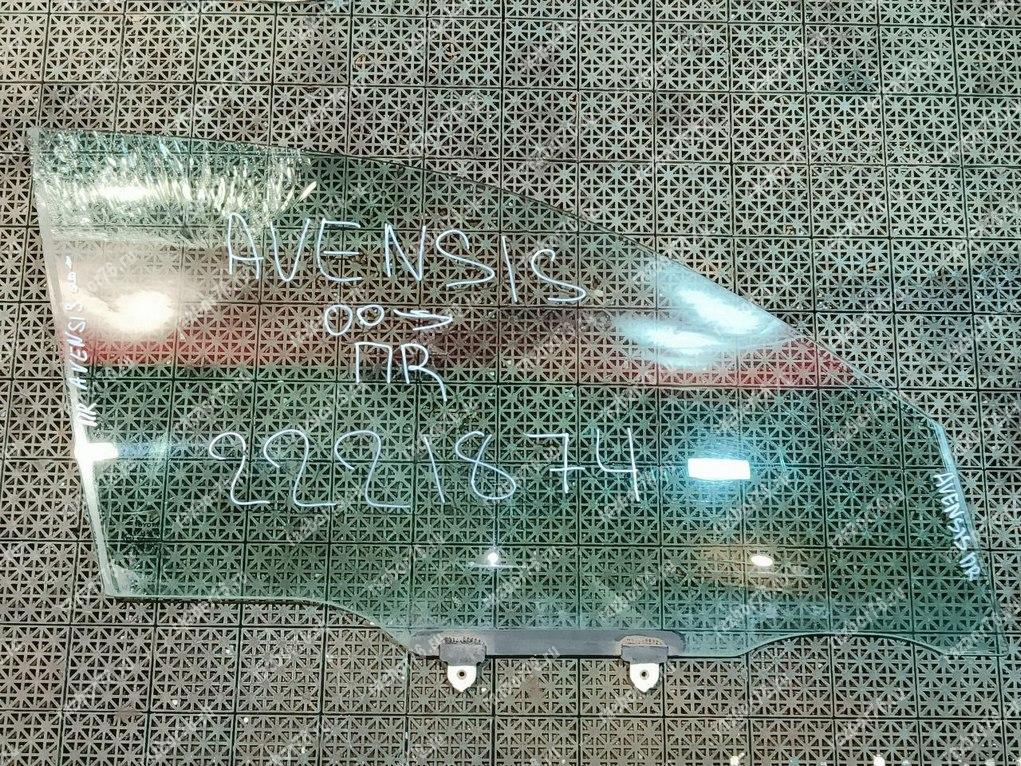 AVENSIS
00->
ПR
2221874
ПR AVENSIS
AVENSIS ПR